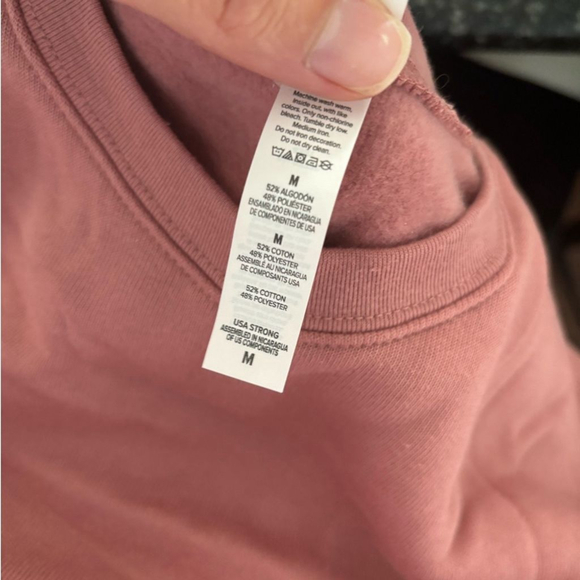 Machine wash warm,
inside out, with like
colors. Only non-chlorine
bleach. Tumble dry low.
Medium iron.
Do not iron decoration.
Do not dry clean.
M
52% ALGODÓN
48% POLIÉSTER
ENSAMBLADO EN NICARAGUA
DE COMPONENTES DE USA
M
52% COTON
48% POLYESTER
ASSEMBLÉ AU NICARAGUA
DE COMPOSANTS USA
52% COTTON
48% POLYESTER
USA STRONG
ASSEMBLED IN NICARAGUA
OF US COMPONENTS
M